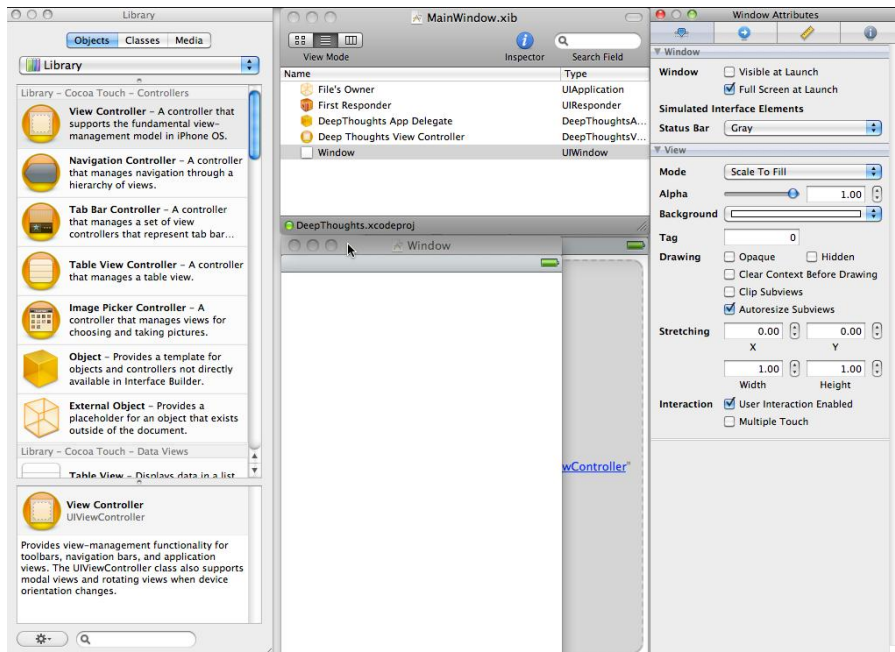 Library
Objects Classes Media
Library
Library – Cocoa Touch – Controllers
View Controller – A controller that
supports the fundamental view-
management model in iPhone OS.
Navigation Controller – A controller
that manages navigation through a
hierarchy of views.
Tab Bar Controller – A controller
that manages a set of view
controllers that represent tab bar...
Table View Controller – A controller
that manages a table view.
Image Picker Controller – A
controller that manages views for
choosing and taking pictures.
Object – Provides a template for
objects and controllers not directly
available in Interface Builder.
External Object – Provides a
placeholder for an object that exists
outside of the document.
Library – Cocoa Touch – Data Views
Table View – Displays data in a list
View Controller
UIViewController
Provides view-management functionality for
toolbars, navigation bars, and application
views. The UIViewController class also supports
modal views and rotating views when device
orientation changes.
MainWindow.xib
View Mode Inspector Search Field
Name Type
File's Owner UIApplication
First Responder UIResponder
DeepThoughts App Delegate DeepThoughtsA...
Deep Thoughts View Controller DeepThoughtsV...
Window UIWindow
DeepThoughts.xcodeproj
Window
wController"
Window Attributes
Window
Window Visible at Launch
Full Screen at Launch
Simulated Interface Elements
Status Bar Gray
View
Mode Scale To Fill
Alpha 1.00
Background
Tag 0
Drawing Opaque Hidden
Clear Context Before Drawing
Clip Subviews
Autoresize Subviews
Stretching 0.00 0.00
X Y
1.00 1.00
Width Height
Interaction User Interaction Enabled
Multiple Touch